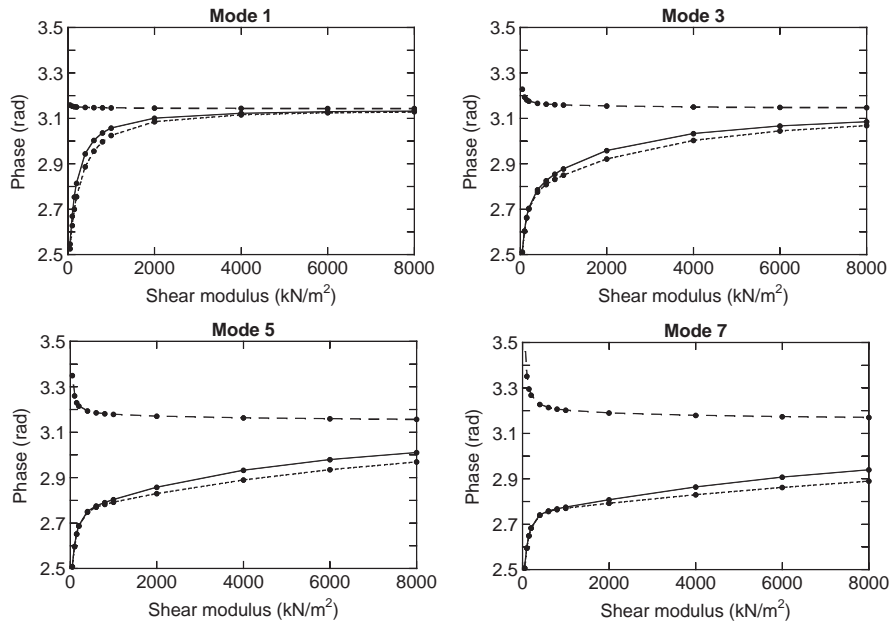 Mode 1
3.5
3.3
3.1
2.9
2.7
2.5
Phase (rad)
0 2000 4000 6000 8000
Shear modulus (kN/m²)
Mode 3
3.5
3.3
3.1
2.9
2.7
2.5
Phase (rad)
0 2000 4000 6000 8000
Shear modulus (kN/m²)
Mode 5
3.5
3.3
3.1
2.9
2.7
2.5
Phase (rad)
0 2000 4000 6000 8000
Shear modulus (kN/m²)
Mode 7
3.5
3.3
3.1
2.9
2.7
2.5
Phase (rad)
0 2000 4000 6000 8000
Shear modulus (kN/m²)